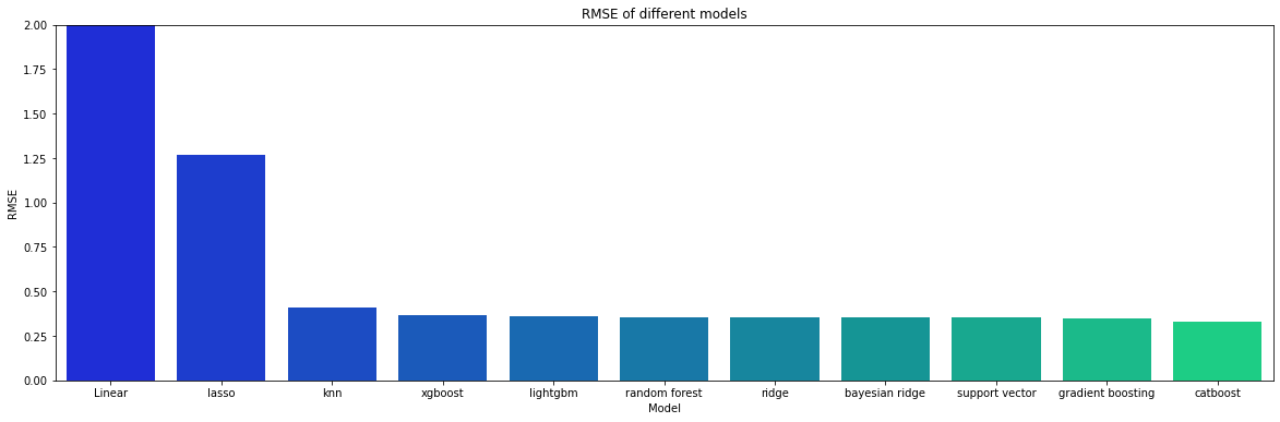 RMSE of different models
2.00
1.75
1.50
1.25
1.00
0.75
0.50
0.25
0.00
RMSE
Linear lasso knn xgboost lightgbm random forest ridge bayesian ridge support vector gradient boosting catboost
Model